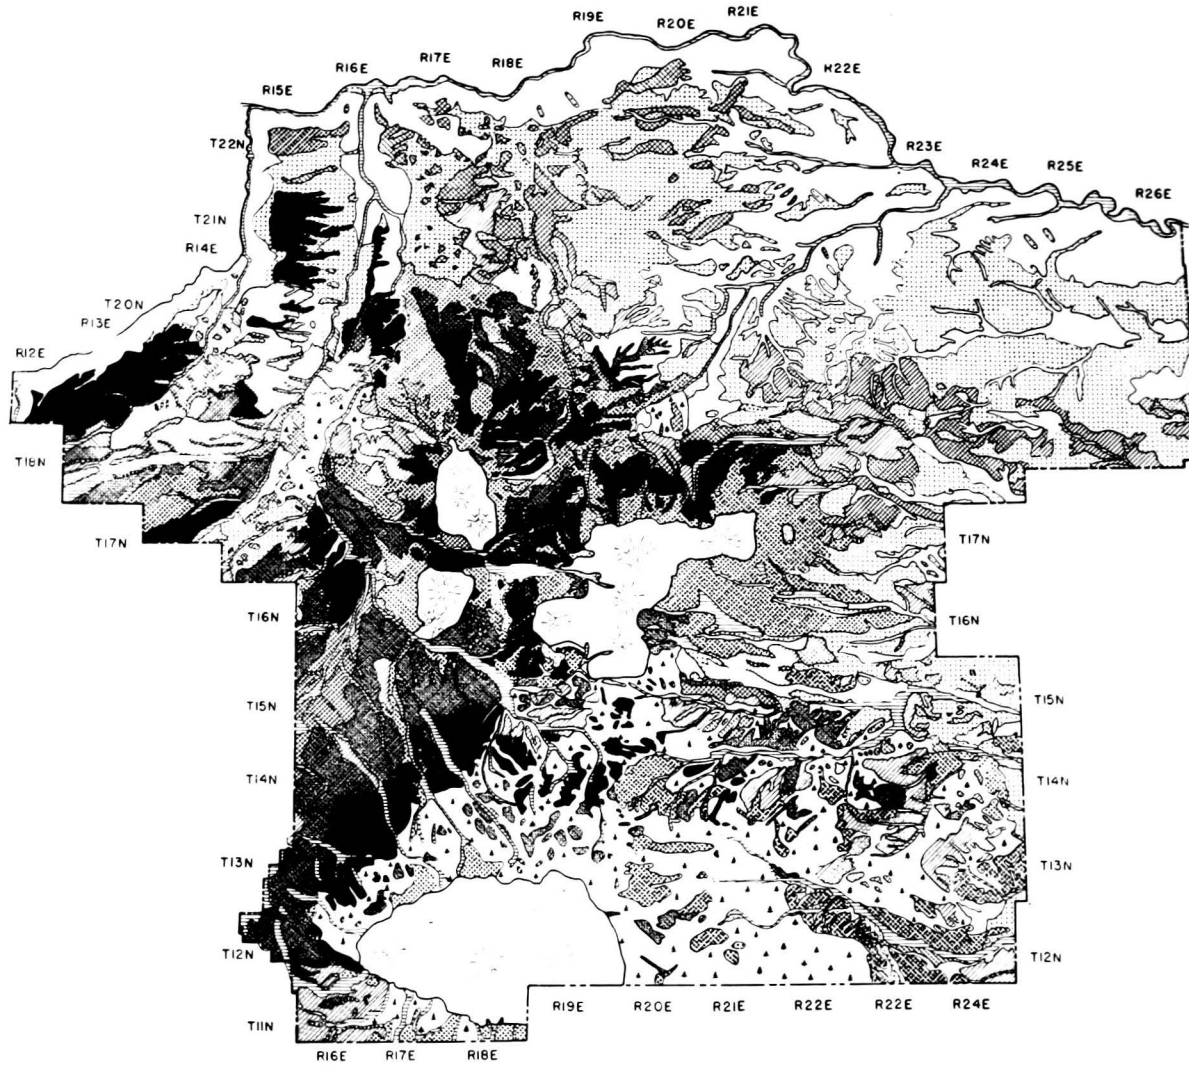 R21E
R19E
R20E
R17E
R18E
R16E
R22E
R15E
T22N
R23E
R24E
R25E
R26E
T21N
R14E
T20N
R13E
R12E
T18N
T17N
T17N
T16N
T16N
T15N
T15N
T14N
T14N
T13N
T13N
T12N
T12N
R19E
R20E
R21E
R22E
R22E
R24E
T11N
R16E
R17E
R18E